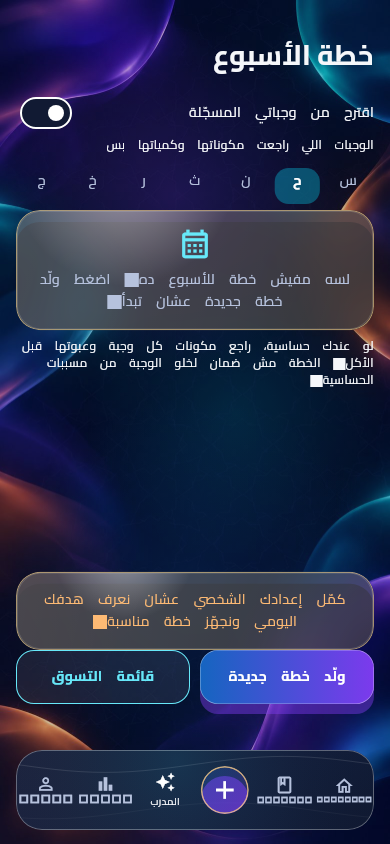 خطة الأسبوع
اقترح من وجباتي المسجّلة
الوجبات اللي راجعت مكوناتها وكمياتها بس
س ح ن ث ر خ ج
لسه مفيش خطة للأسبوع ده اضغط ولّد
خطة جديدة عشان تبدأ
لو عندك حساسية، راجع مكونات كل وجبة وعبوتها قبل
الأكل الخطة مش ضمان لخلو الوجبة من مسببات
الحساسية
كمّل إعدادك الشخصي عشان نعرف هدفك
اليومي ونجهّز خطة مناسبة
ولّد خطة جديدة
قائمة التسوق
المدرب